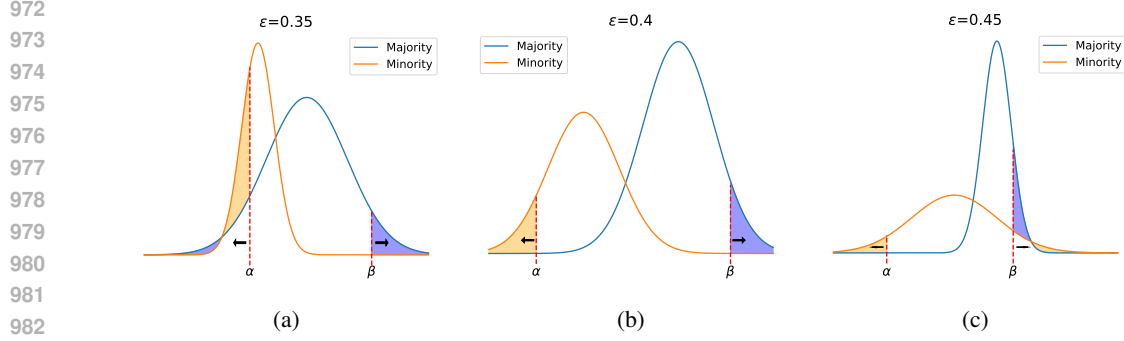 972
973
974
975
976
977
978
979
980
981
982
ε=0.35
Majority
Minority
α
β
(a)
ε=0.4
Majority
Minority
α
β
(b)
ε=0.45
Majority
Minority
α
β
(c)